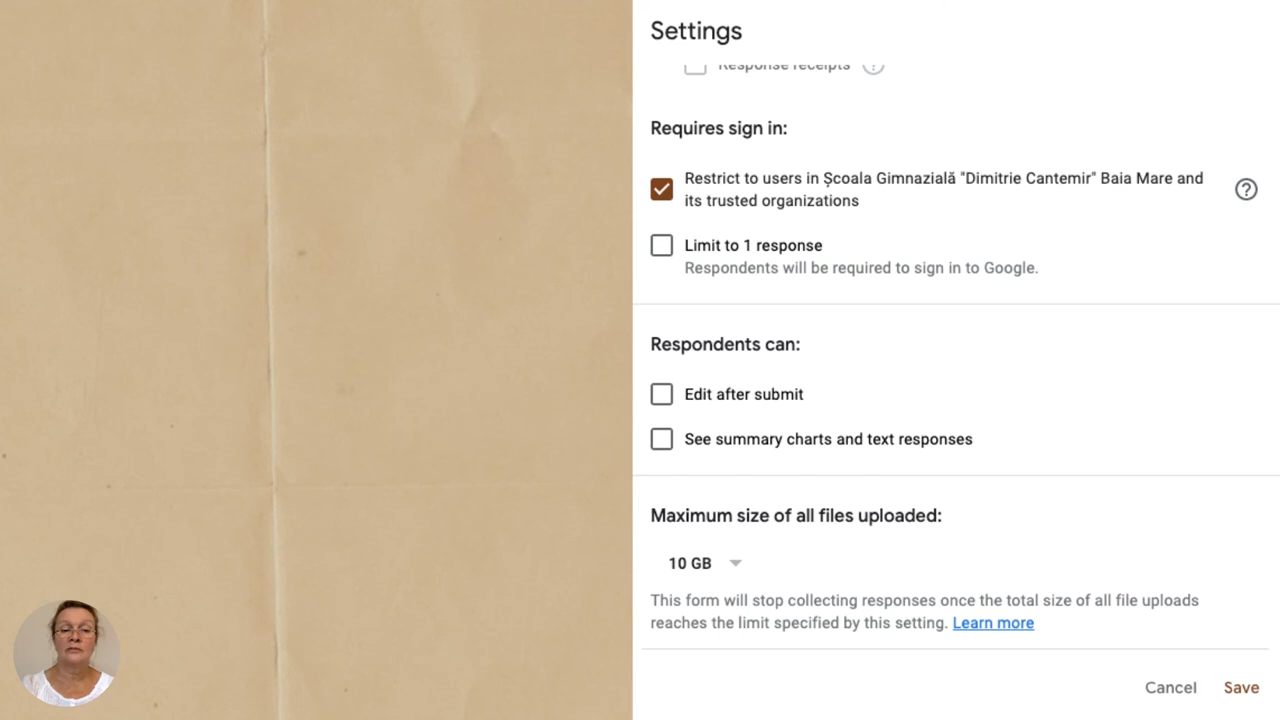 Settings
Response receipts
Requires sign in:
Restrict to users in Școala Gimnazială "Dimitrie Cantemir" Baia Mare and
its trusted organizations
Limit to 1 response
Respondents will be required to sign in to Google.
Respondents can:
Edit after submit
See summary charts and text responses
Maximum size of all files uploaded:
10 GB
This form will stop collecting responses once the total size of all file uploads
reaches the limit specified by this setting. Learn more
Cancel Save